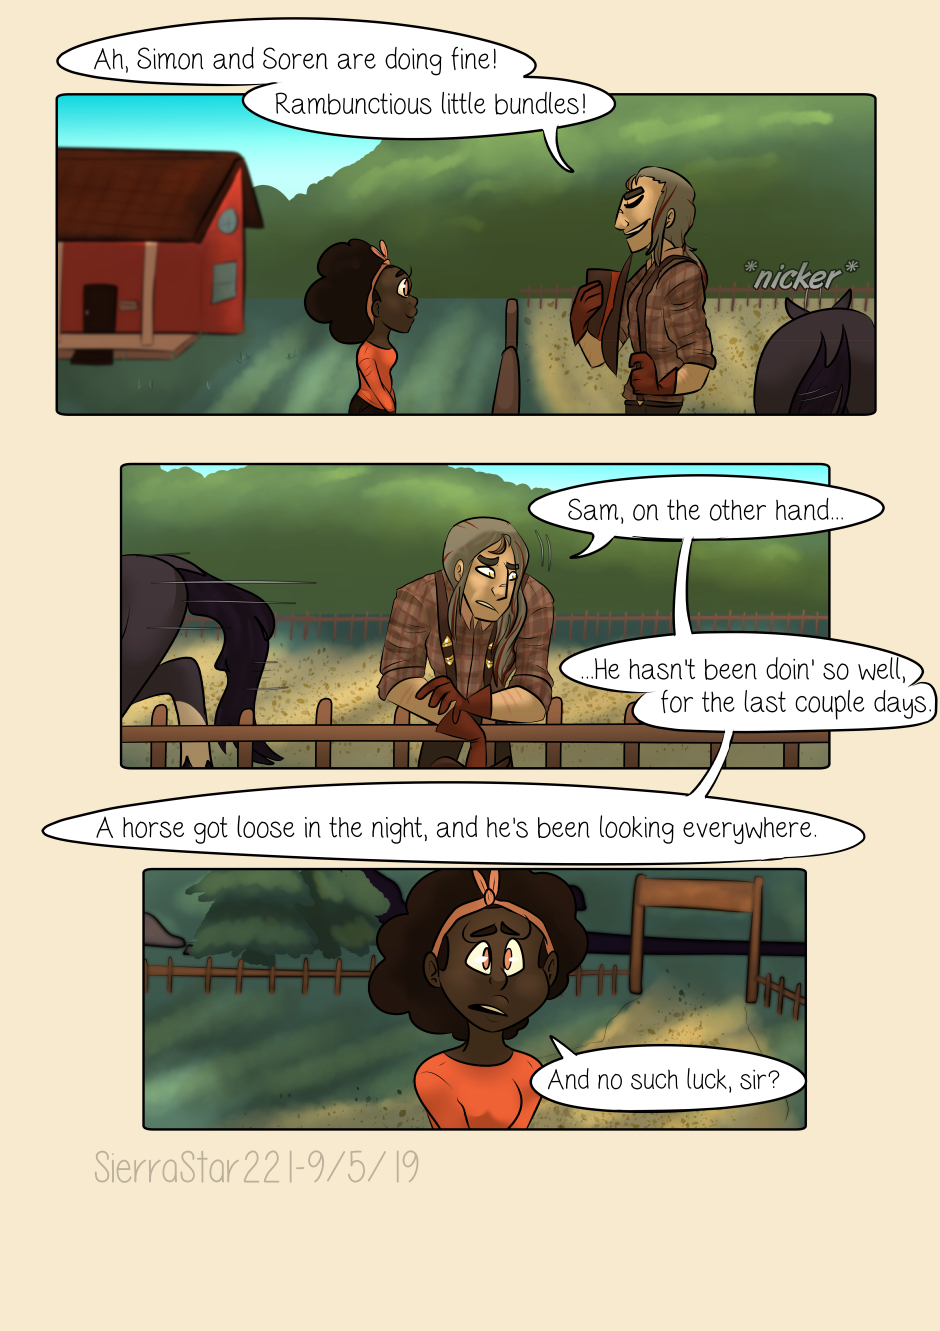 Ah, Simon and Soren are doing fine!
Rambunctious little bundles!
*nicker*
Sam, on the other hand...
...He hasn't been doin' so well,
for the last couple days.
A horse got loose in the night, and he's been looking everywhere.
And no such luck, sir?
SierraStar221-9/5/19